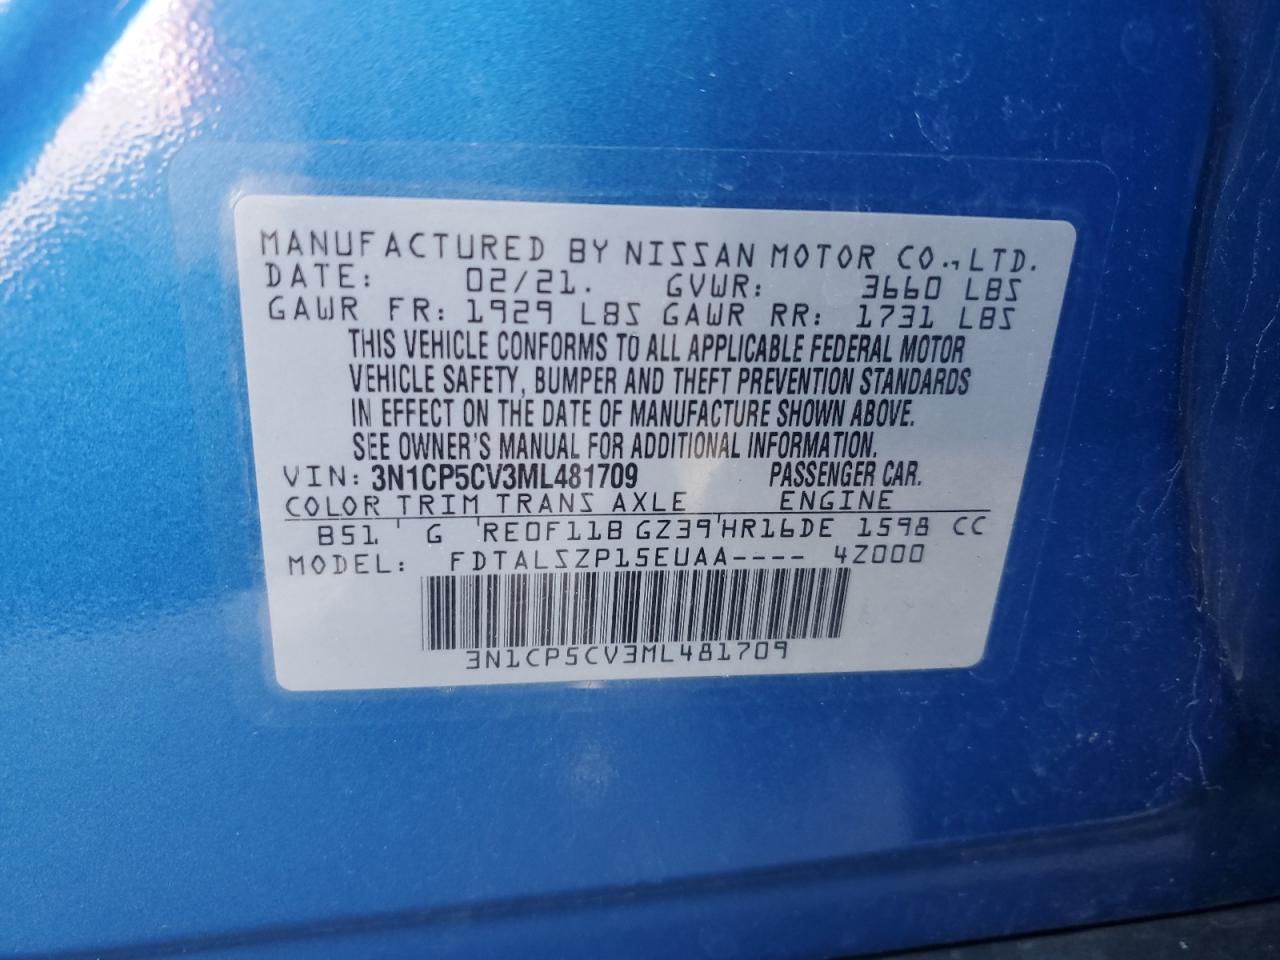 MANUFACTURED BY NISSAN MOTOR CO.,LTD.
DATE: 02/21. GVWR: 3660 LBS
GAWR FR: 1929 LBS GAWR RR: 1731 LBS
THIS VEHICLE CONFORMS TO ALL APPLICABLE FEDERAL MOTOR
VEHICLE SAFETY, BUMPER AND THEFT PREVENTION STANDARDS
IN EFFECT ON THE DATE OF MANUFACTURE SHOWN ABOVE.
SEE OWNER'S MANUAL FOR ADDITIONAL INFORMATION.
VIN: 3N1CP5CV3ML481709 PASSENGER CAR.
COLOR TRIM TRANS AXLE ENGINE
B51 G RE0F11B GZ39 HR16DE 1598 CC
MODEL: FDTALSZP15EUAA---- 4Z000
3N1CP5CV3ML481709